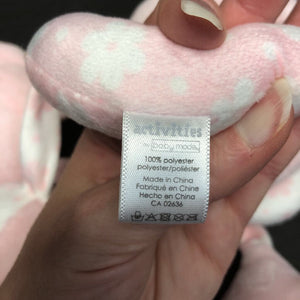 activities
by baby mode
100% polyester
polyester/poliéster
Made in China
Fabriqué en Chine
Hecho en China
CA 02636